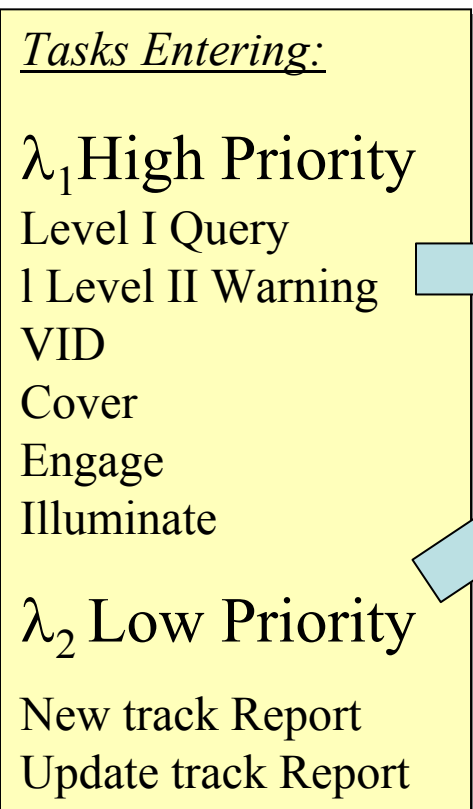 Tasks Entering:
λ₁High Priority
Level I Query
l Level II Warning
VID
Cover
Engage
Illuminate
λ₂ Low Priority
New track Report
Update track Report